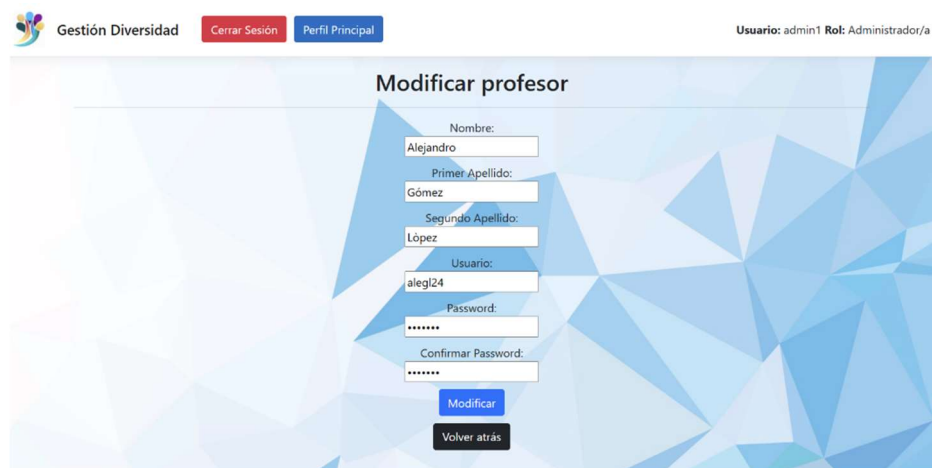 Gestión Diversidad Cerrar Sesión Perfil Principal Usuario: admin1 Rol: Administrador/a
Modificar profesor
Nombre:
Alejandro
Primer Apellido:
Gómez
Segundo Apellido:
Lòpez
Usuario:
alegl24
Password:
•••••••
Confirmar Password:
•••••••
Modificar
Volver atrás